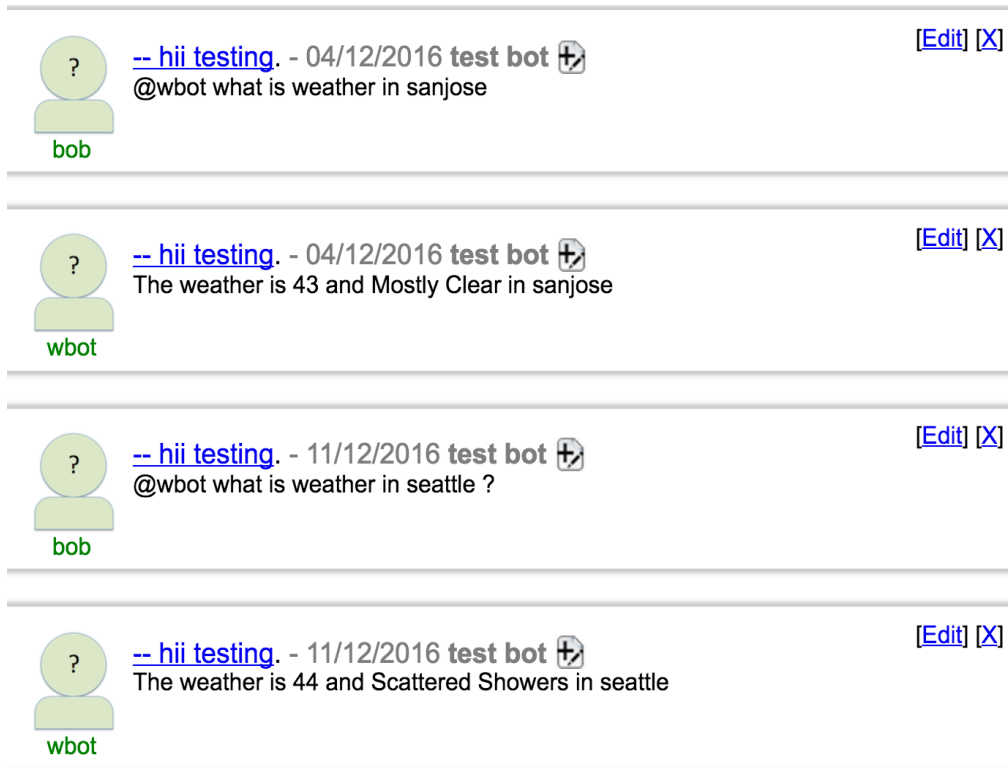 ?
-- hii testing. - 04/12/2016 test bot
[Edit] [X]
@wbot what is weather in sanjose
bob
?
-- hii testing. - 04/12/2016 test bot
[Edit] [X]
The weather is 43 and Mostly Clear in sanjose
wbot
?
-- hii testing. - 11/12/2016 test bot
[Edit] [X]
@wbot what is weather in seattle ?
bob
?
-- hii testing. - 11/12/2016 test bot
[Edit] [X]
The weather is 44 and Scattered Showers in seattle
wbot